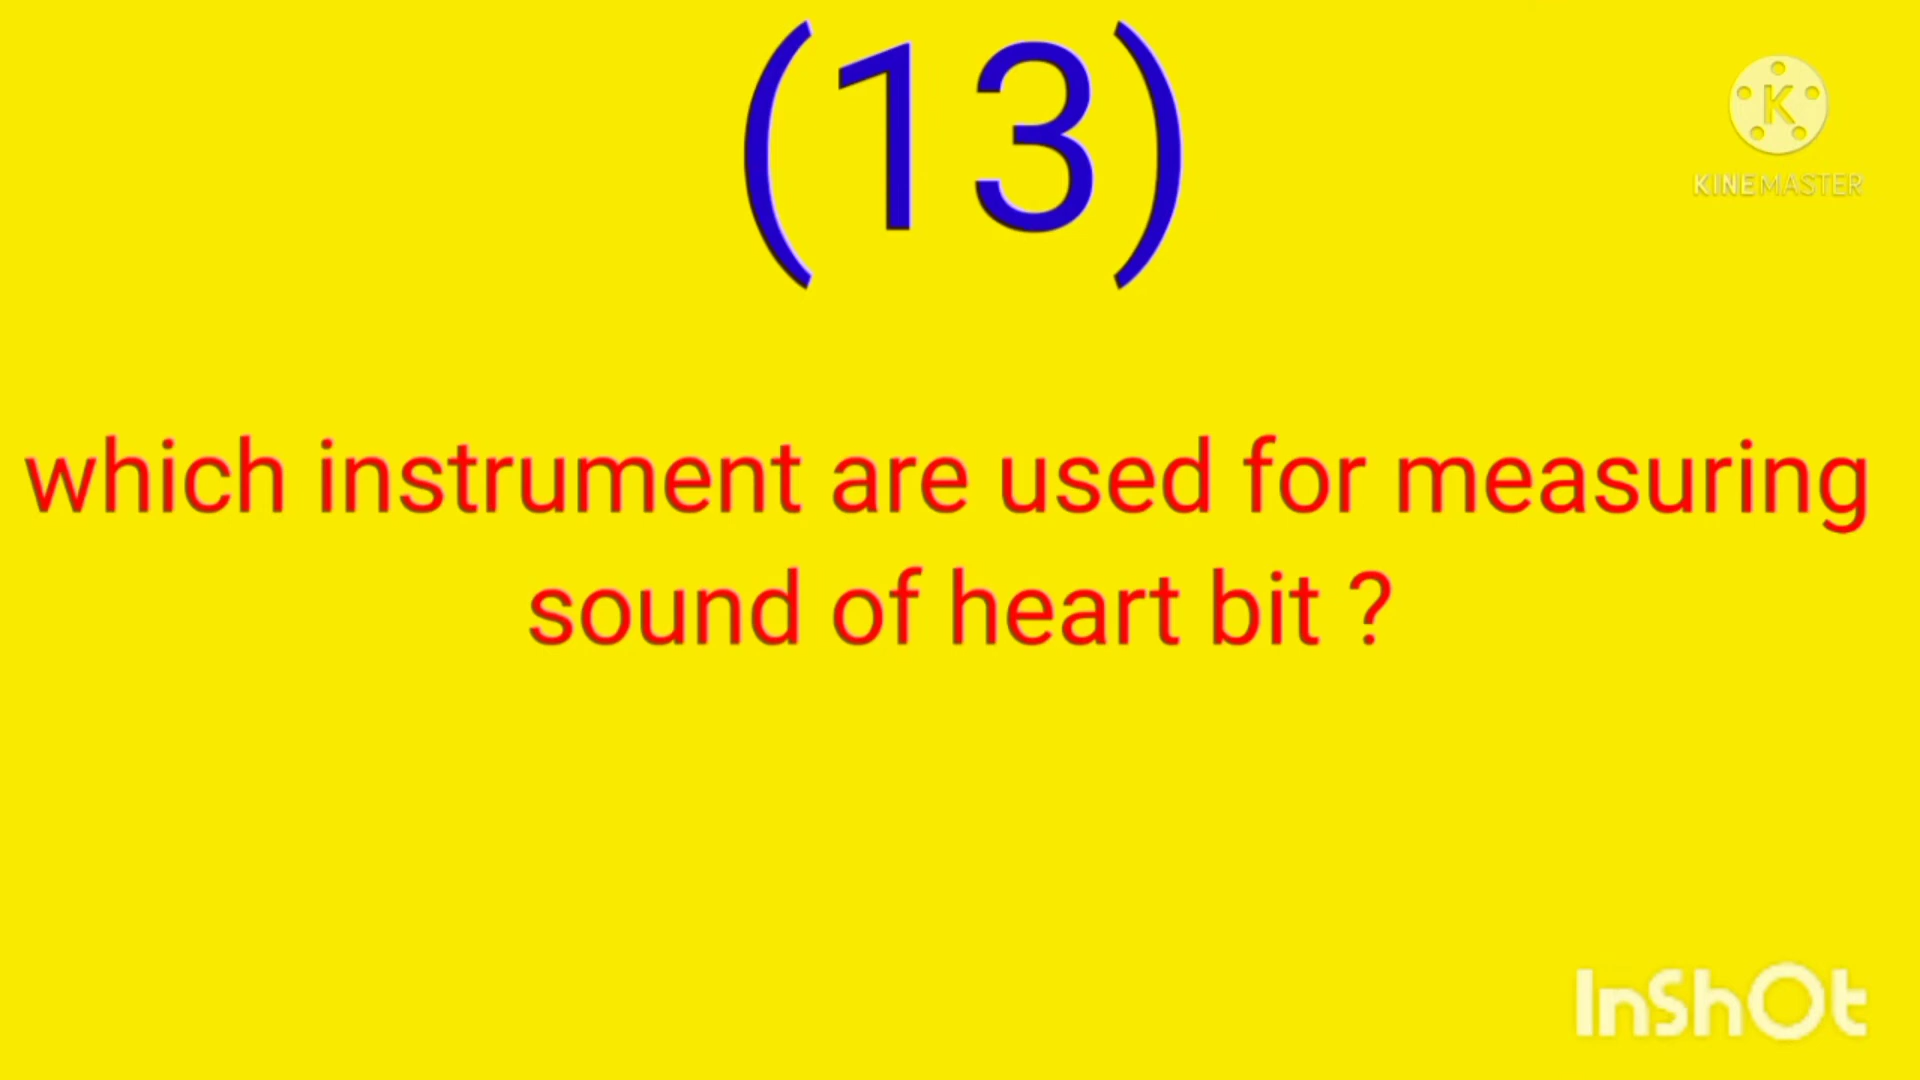 (13)
K
KINEMASTER
which instrument are used for measuring
sound of heart bit ?
InShOt